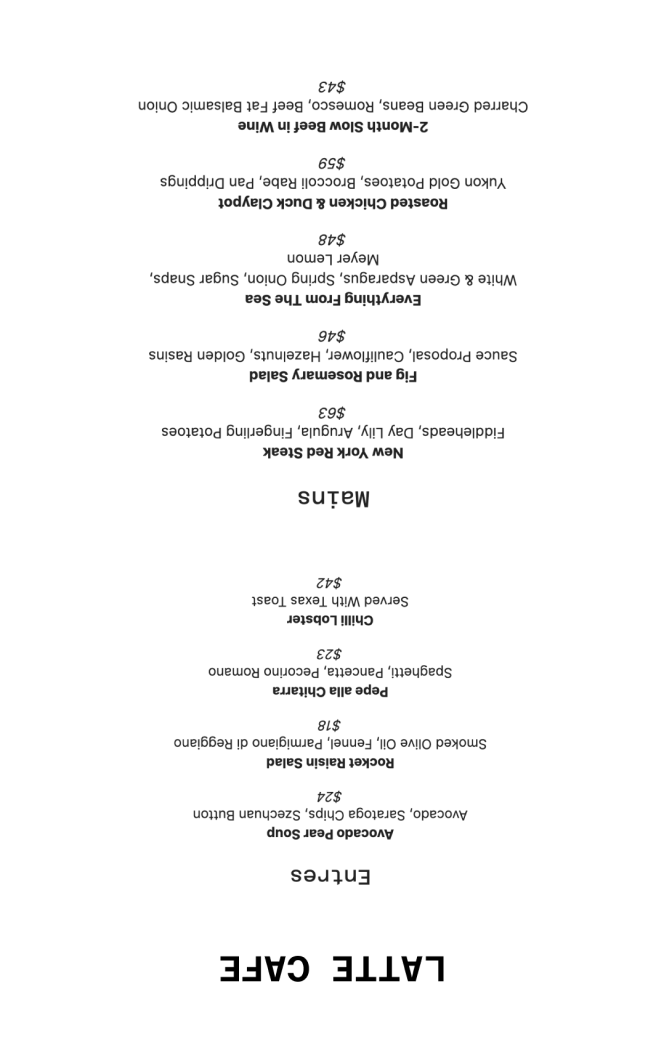 LATTE CAFE
Entres
Avocado Pear Soup
Avocado, Saratoga Chips, Szechuan Button
$24
Rocket Raisin Salad
Smoked Olive Oil, Fennel, Parmigiano di Reggiano
$18
Pepe alla Chitarra
Spaghetti, Pancetta, Pecorino Romano
$23
Chilli Lobster
Served With Texas Toast
$42
Mains
New York Red Steak
Fiddleheads, Day Lily, Arugula, Fingerling Potatoes
$63
Fig and Rosemary Salad
Sauce Proposal, Cauliflower, Hazelnuts, Golden Rasins
$46
Everything From The Sea
White & Green Asparagus, Spring Onion, Sugar Snaps,
Meyer Lemon
$48
Roasted Chicken & Duck Claypot
Yukon Gold Potatoes, Broccoli Rabe, Pan Drippings
$59
2-Month Slow Beef in Wine
Charred Green Beans, Romesco, Beef Fat Balsamic Onion
$43